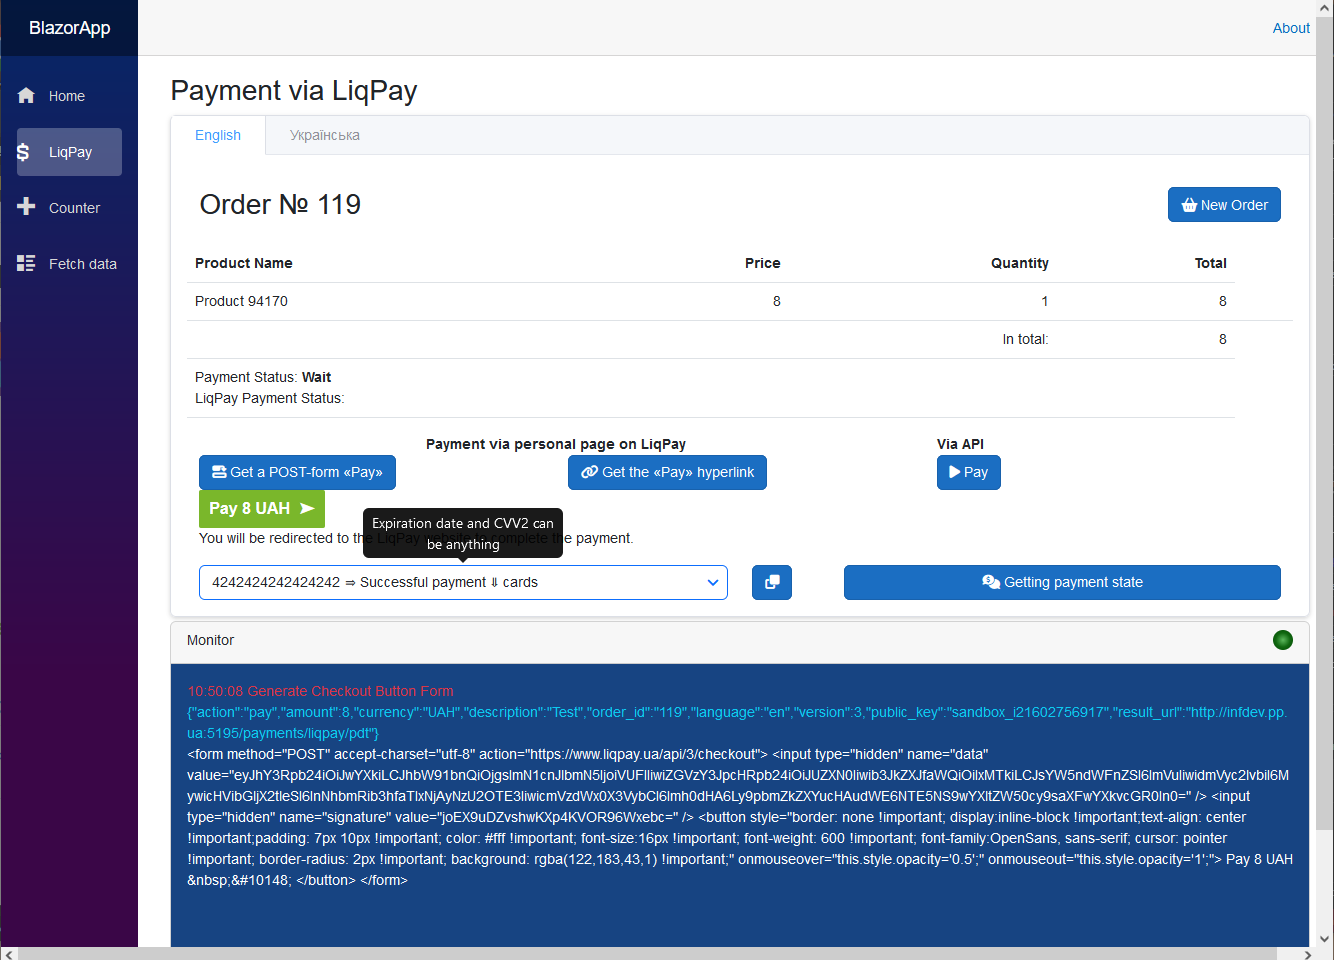 BlazorApp
About
Home
LiqPay
Counter
Fetch data
Payment via LiqPay
English
Українська
Order № 119
New Order
Product Name Price Quantity Total
Product 94170 8 1 8
In total: 8
Payment Status: Wait
LiqPay Payment Status:
Payment via personal page on LiqPay Via API
Get a POST-form «Pay» Get the «Pay» hyperlink Pay
Pay 8 UAH ➤
Expiration date and CVV2 can
be anything
You will be redirected to the LiqPay website to complete the payment.
4242424242424242 ⇒ Successful payment ⇓ cards
Getting payment state
Monitor
10:50:08 Generate Checkout Button Form
{"action":"pay","amount":8,"currency":"UAH","description":"Test","order_id":"119","language":"en","version":3,"public_key":"sandbox_i21602756917","result_url":"http://infdev.pp.
ua:5195/payments/liqpay/pdt"}
<form method="POST" accept-charset="utf-8" action="https://www.liqpay.ua/api/3/checkout"> <input type="hidden" name="data"
type="hidden" name="signature" value="joEX9uDZvshwKXp4KVOR96Wxebc=" /> <button style="border: none !important; display:inline-block !important;text-align: center
!important;padding: 7px 10px !important; color: #fff !important; font-size:16px !important; font-weight: 600 !important; font-family:OpenSans, sans-serif; cursor: pointer
!important; border-radius: 2px !important; background: rgba(122,183,43,1) !important;" onmouseover="this.style.opacity='0.5';" onmouseout="this.style.opacity='1';"> Pay 8 UAH
&nbsp;&#10148; </button> </form>